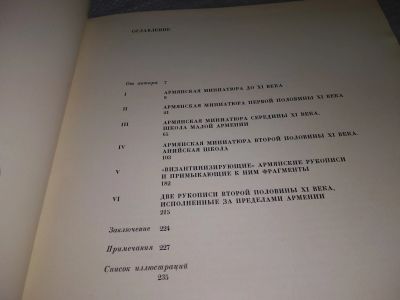 ОГЛАВЛЕНИЕ
От автора 7
I АРМЯНСКАЯ МИНИАТЮРА ДО XI ВЕКА
9
II АРМЯНСКАЯ МИНИАТЮРА ПЕРВОЙ ПОЛОВИНЫ XI ВЕКА
41
III АРМЯНСКАЯ МИНИАТЮРА СЕРЕДИНЫ XI ВЕКА.
ШКОЛА МАЛОЙ АРМЕНИИ
65
IV АРМЯНСКАЯ МИНИАТЮРА ВТОРОЙ ПОЛОВИНЫ XI ВЕКА.
АНИЙСКАЯ ШКОЛА
103
V «ВИЗАНТИНИЗИРУЮЩИЕ» АРМЯНСКИЕ РУКОПИСИ
И ПРИМЫКАЮЩИЕ К НИМ ФРАГМЕНТЫ
182
VI ДВЕ РУКОПИСИ ВТОРОЙ ПОЛОВИНЫ XI ВЕКА,
ИСПОЛНЕННЫЕ ЗА ПРЕДЕЛАМИ АРМЕНИИ
215
Заключение 224
Примечания 227
Список иллюстраций
235